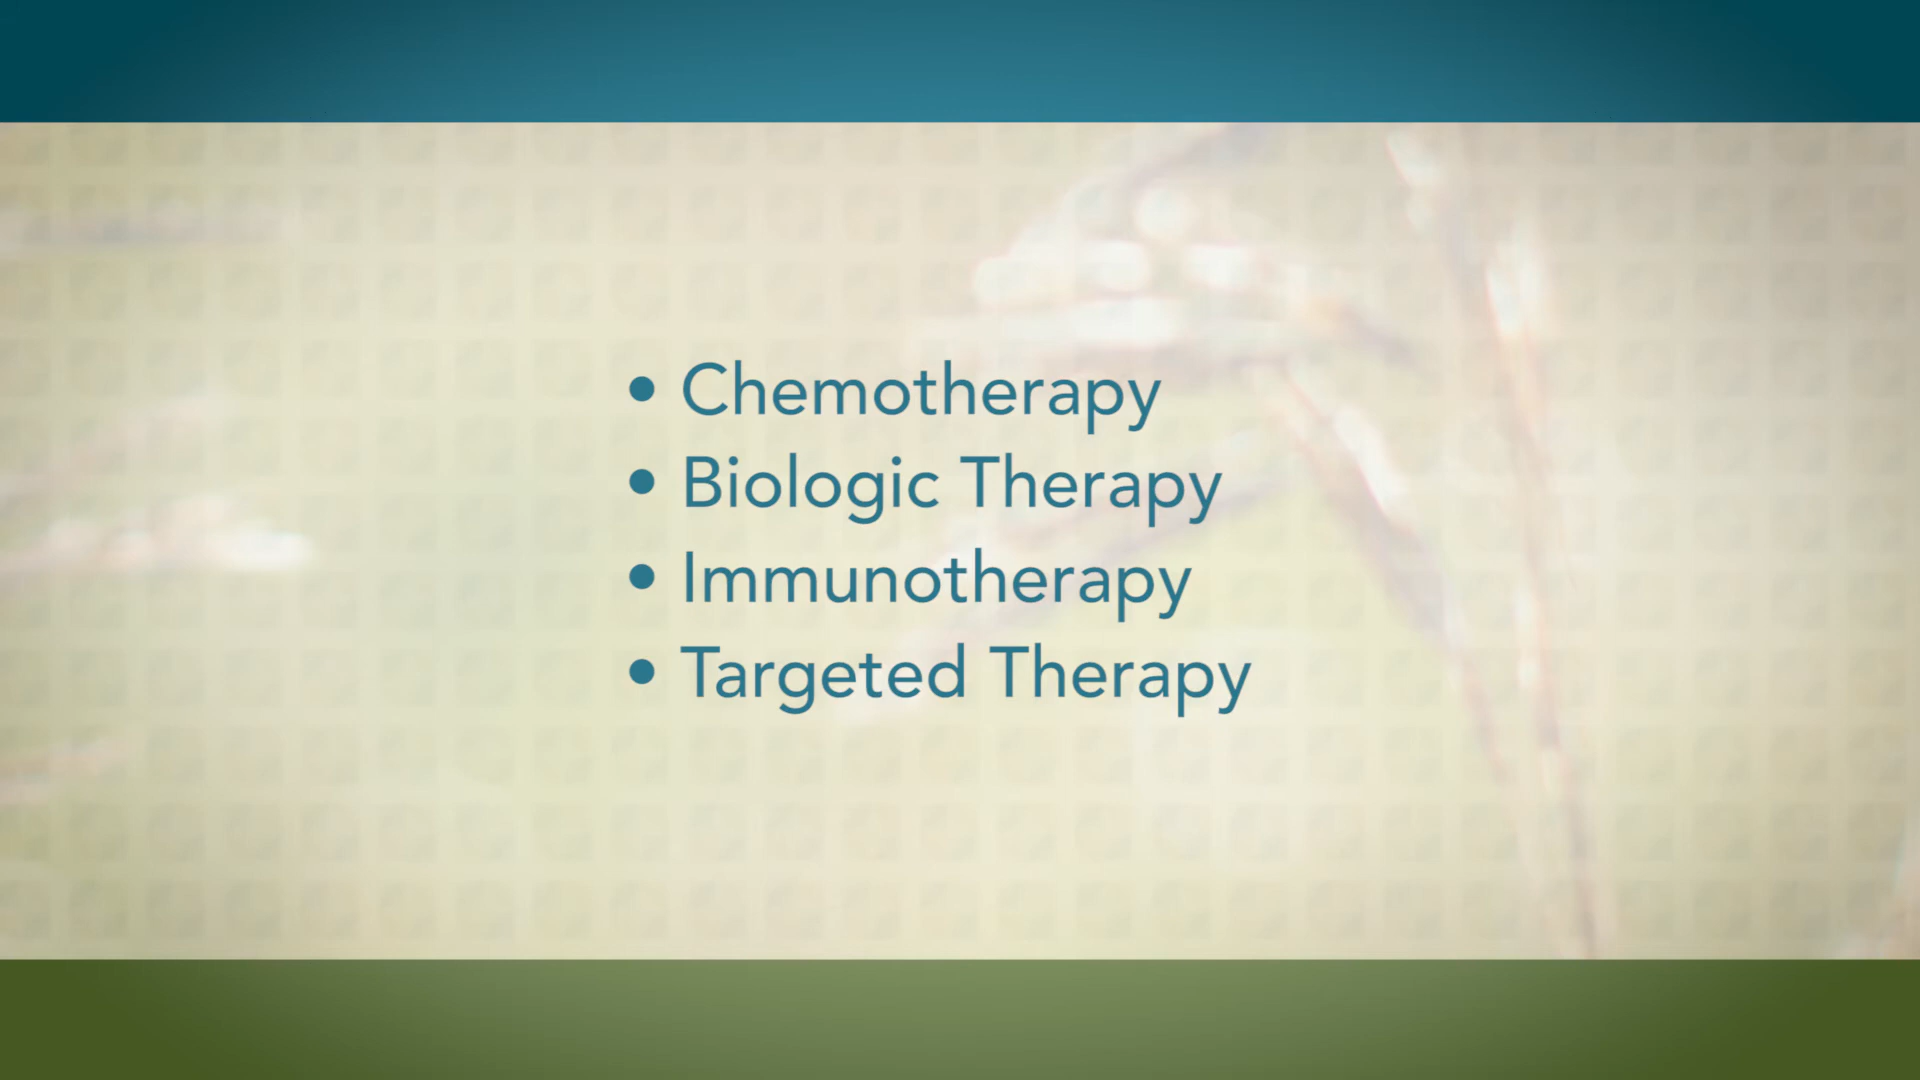 • Chemotherapy
• Biologic Therapy
• Immunotherapy
• Targeted Therapy